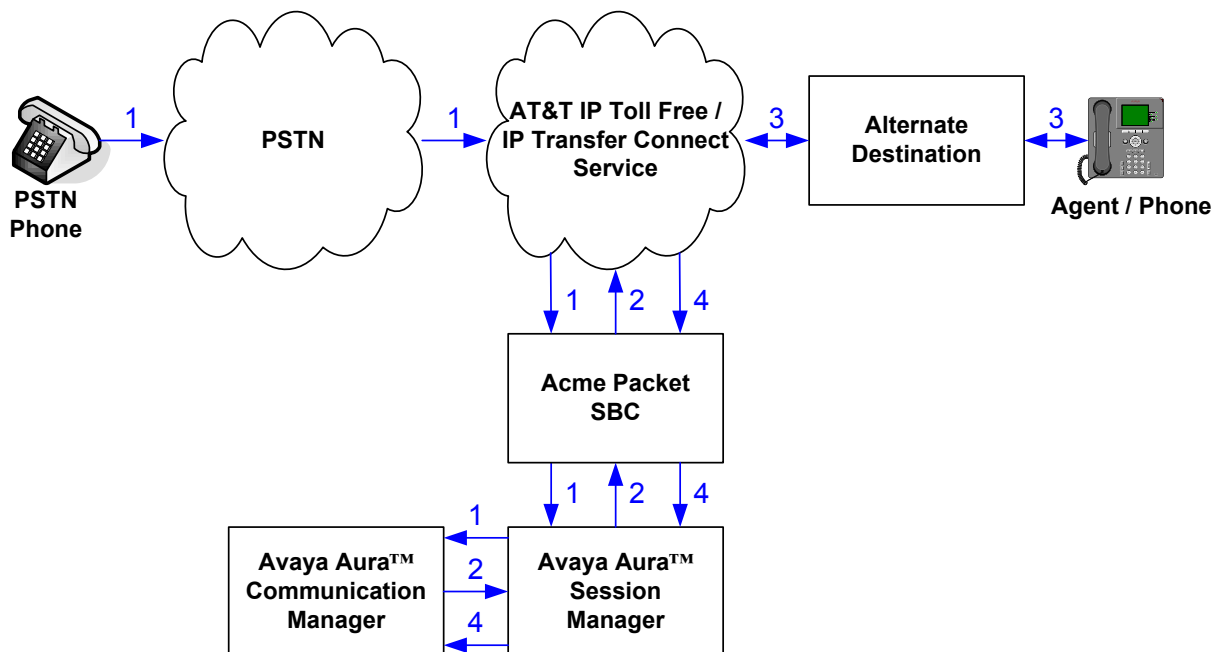 1
PSTN
Phone
PSTN
1
AT&T IP Toll Free /
IP Transfer Connect
Service
3
Alternate
Destination
3
Agent / Phone
1
2
4
Acme Packet
SBC
1
2
4
1
2
4
Avaya Aura™
Communication
Manager
Avaya Aura™
Session
Manager